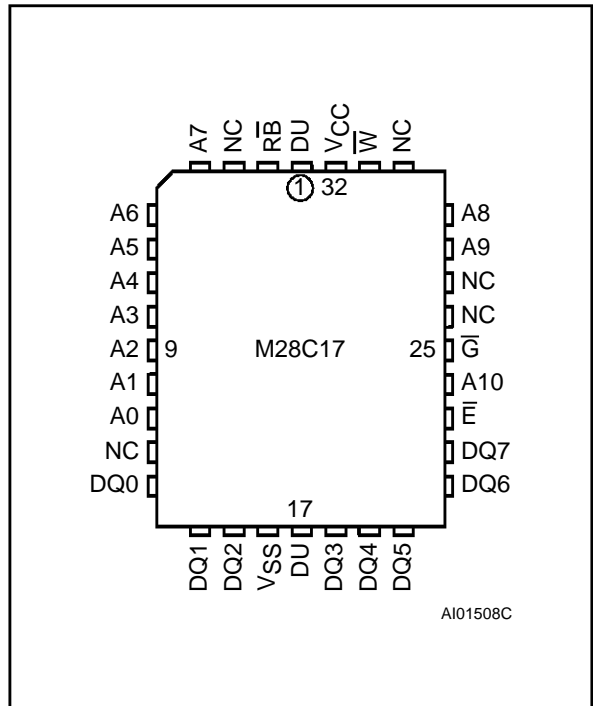 A7 NC R̅B̅ DU VCC W̅ NC
1 32
A6 A8
A5 A9
A4 NC
A3 NC
A2 9 M28C17 25 G̅
A1 A10
A0 E̅
NC DQ7
DQ0 DQ6
17
DQ1 DQ2 VSS DU DQ3 DQ4 DQ5
AI01508C